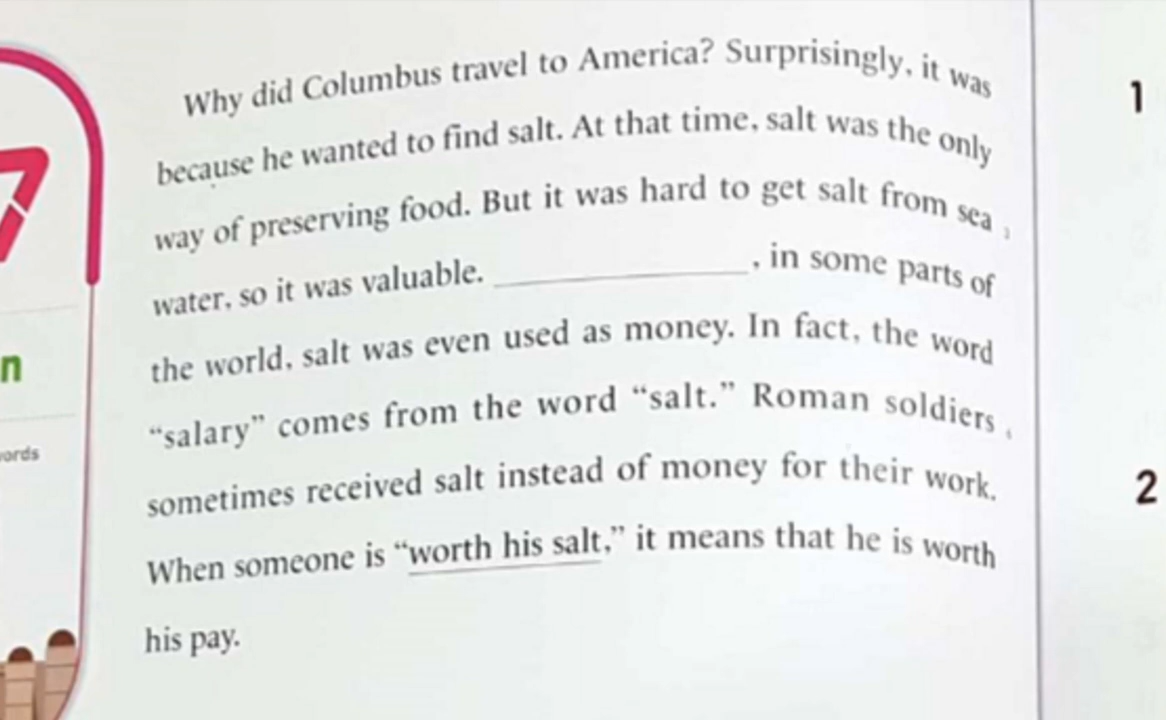 7
n
ords
Why did Columbus travel to America? Surprisingly, it was
because he wanted to find salt. At that time, salt was the only
way of preserving food. But it was hard to get salt from sea
water, so it was valuable. ____________, in some parts of
the world, salt was even used as money. In fact, the word
“salary” comes from the word “salt.” Roman soldiers
sometimes received salt instead of money for their work.
When someone is “worth his salt,” it means that he is worth
his pay.
1
2